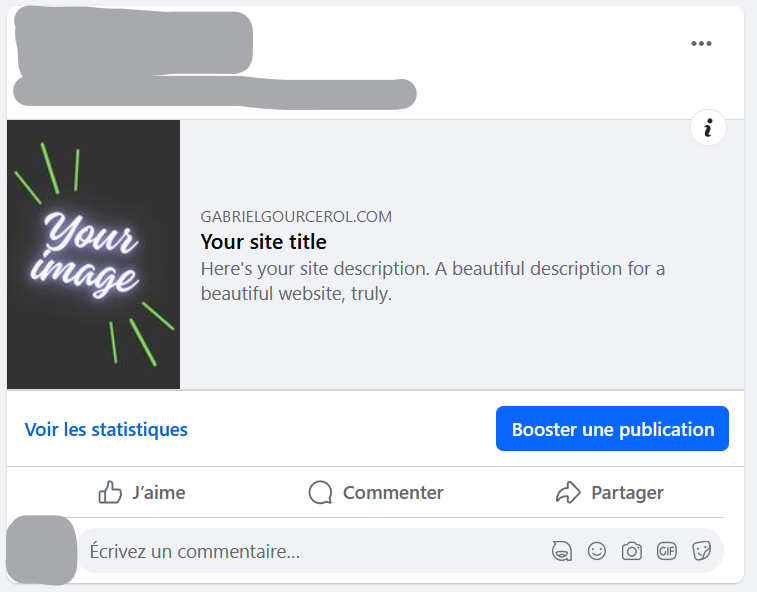 Your
image
GABRIELGOURCEROL.COM
Your site title
Here's your site description. A beautiful description for a
beautiful website, truly.
Voir les statistiques
Booster une publication
J'aime
Commenter
Partager
Écrivez un commentaire...
GIF